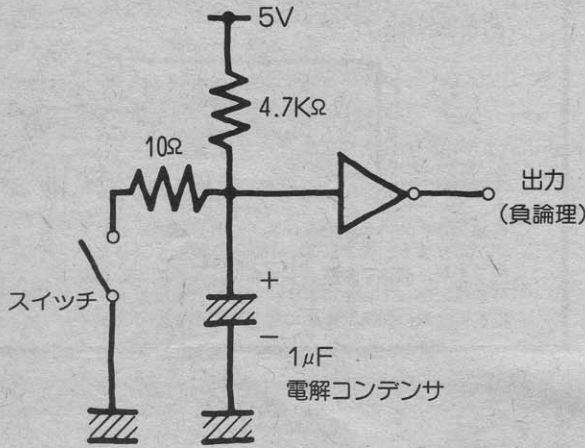 5V
4.7KΩ
10Ω
出力
(負論理)
スイッチ
+
−
1μF
電解コンデンサ